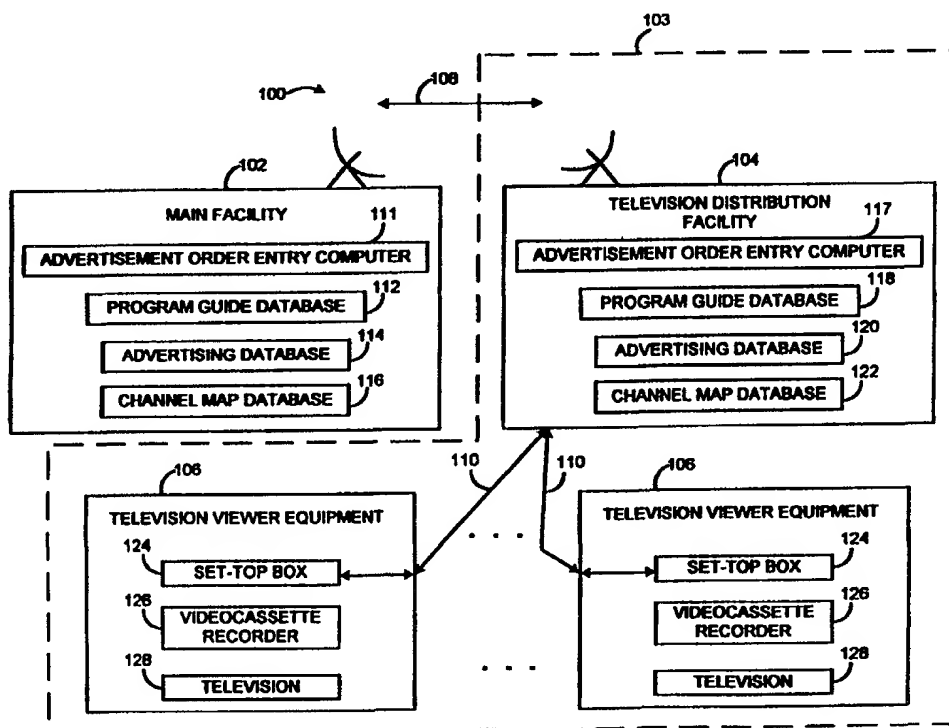 103
100
108
102
104
MAIN FACILITY
111
ADVERTISEMENT ORDER ENTRY COMPUTER
112
PROGRAM GUIDE DATABASE
114
ADVERTISING DATABASE
116
CHANNEL MAP DATABASE
TELEVISION DISTRIBUTION
FACILITY
117
ADVERTISEMENT ORDER ENTRY COMPUTER
118
PROGRAM GUIDE DATABASE
120
ADVERTISING DATABASE
122
CHANNEL MAP DATABASE
110
110
106
TELEVISION VIEWER EQUIPMENT
124
SET-TOP BOX
126
VIDEOCASSETTE
RECORDER
128
TELEVISION
. . .
. . .
106
TELEVISION VIEWER EQUIPMENT
124
SET-TOP BOX
126
VIDEOCASSETTE
RECORDER
128
TELEVISION